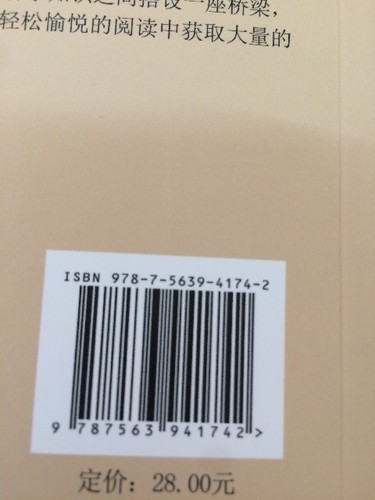 之间搭设一座桥梁，
轻松愉悦的阅读中获取大量的
ISBN 978-7-5639-4174-2
9 787563 941742 >
定价：28.00元